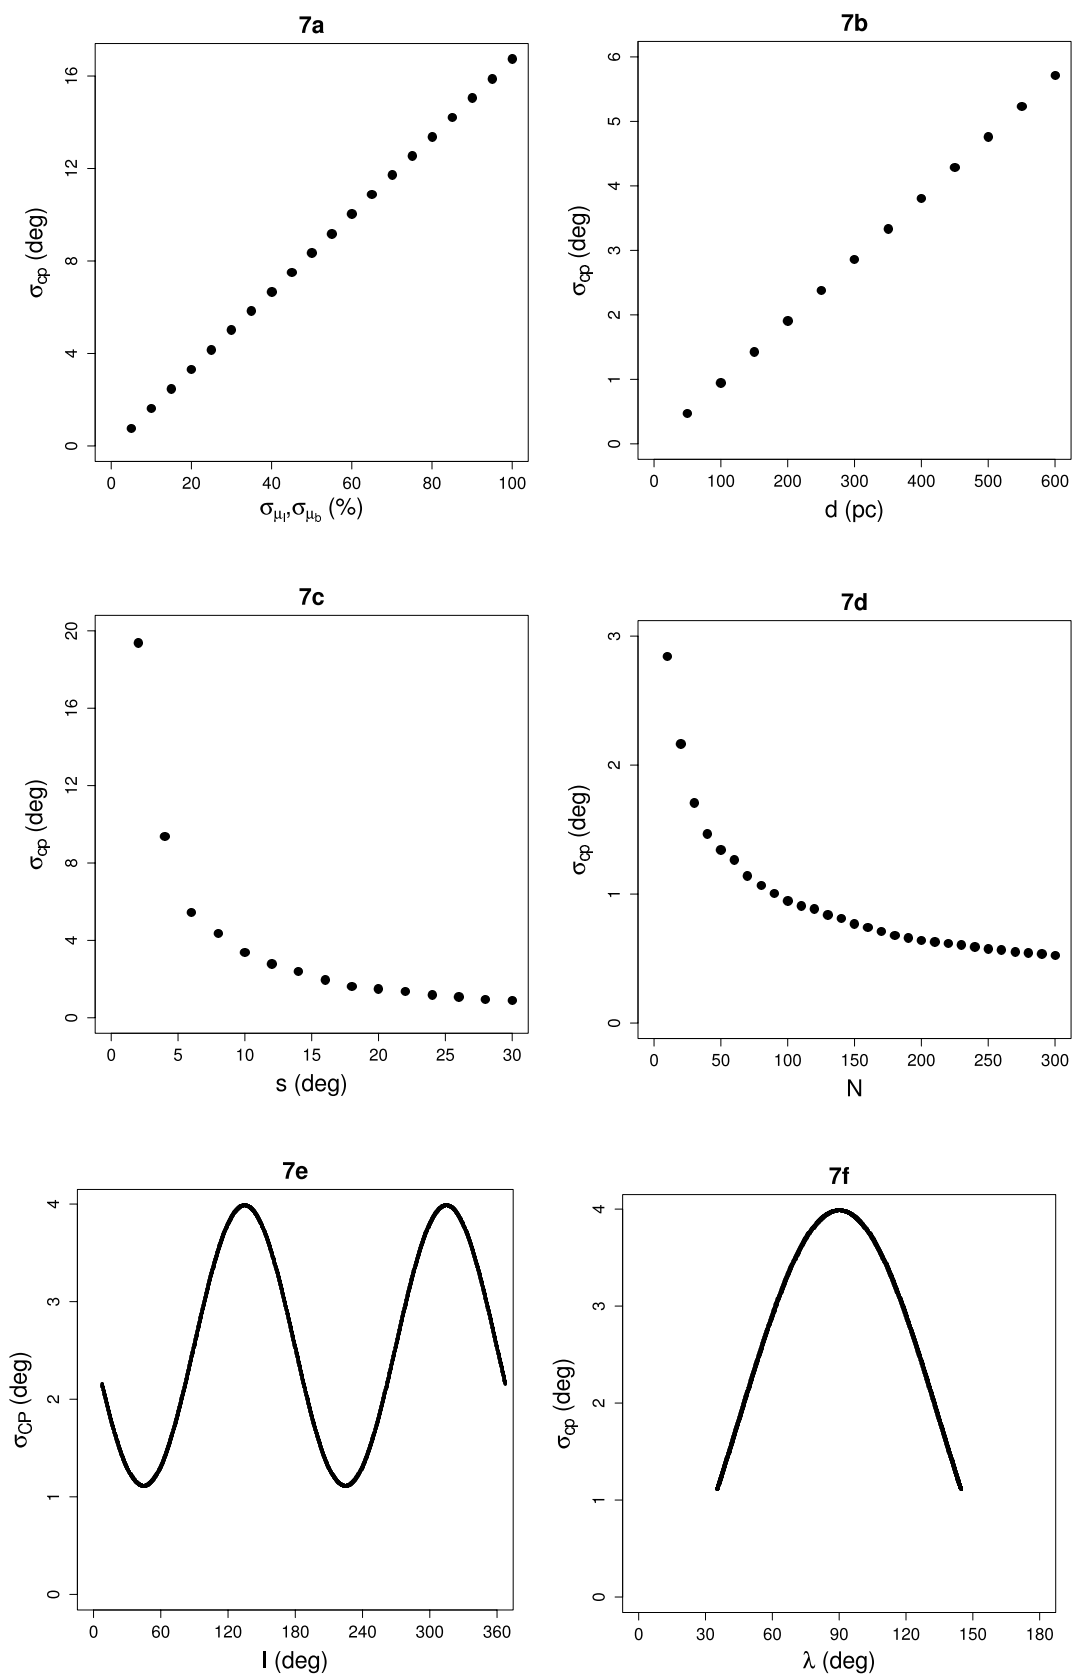 7a
16
12
8
4
0
σcp (deg)
0 20 40 60 80 100
σμl,σμb (%)
7b
6
5
4
3
2
1
0
σcp (deg)
0 100 200 300 400 500 600
d (pc)
7c
20
16
12
8
4
0
σcp (deg)
0 5 10 15 20 25 30
s (deg)
7d
3
2
1
0
σcp (deg)
0 50 100 150 200 250 300
N
7e
4
3
2
1
0
σCP (deg)
0 60 120 180 240 300 360
l (deg)
7f
4
3
2
1
0
σcp (deg)
0 30 60 90 120 150 180
λ (deg)